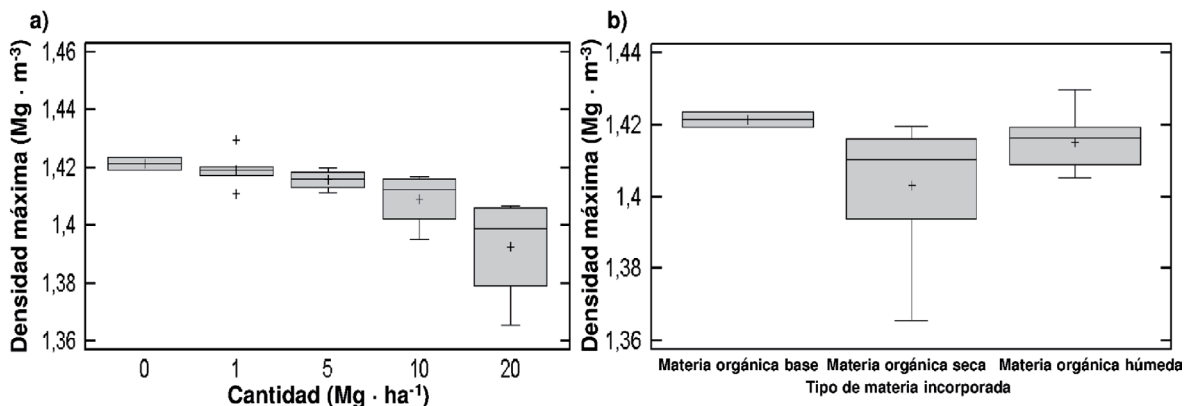 a)
Densidad máxima (Mg · m⁻³)
1,46
1,44
1,42
1,4
1,38
1,36
0 1 5 10 20
Cantidad (Mg · ha⁻¹)
b)
Densidad máxima (Mg · m⁻³)
1,44
1,42
1,4
1,38
1,36
Materia orgánica base Materia orgánica seca Materia orgánica húmeda
Tipo de materia incorporada